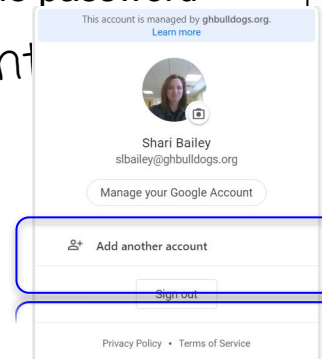 password
This account is managed by ghbulldogs.org.
Learn more
Shari Bailey
slbailey@ghbulldogs.org
Manage your Google Account
Add another account
Sign out
Privacy Policy • Terms of Service